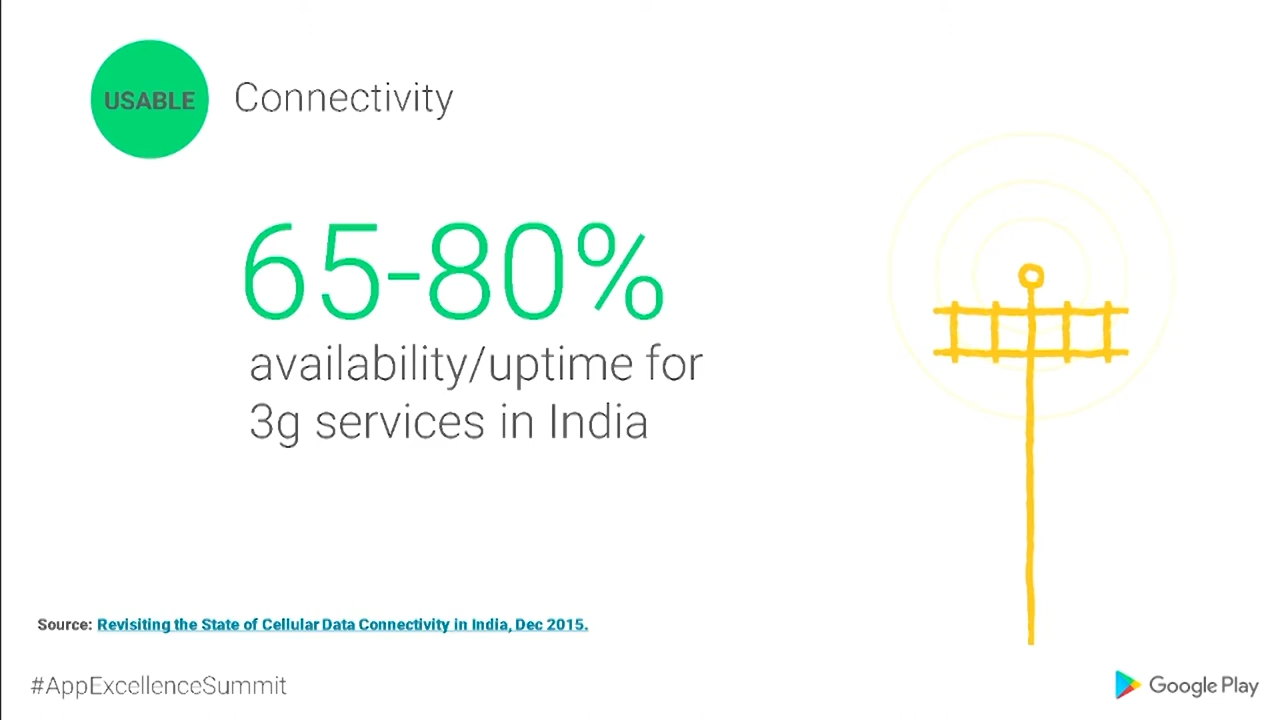 USABLE
Connectivity
65-80%
availability/uptime for
3g services in India
Source: Revisiting the State of Cellular Data Connectivity in India, Dec 2015.
#AppExcellenceSummit
Google Play